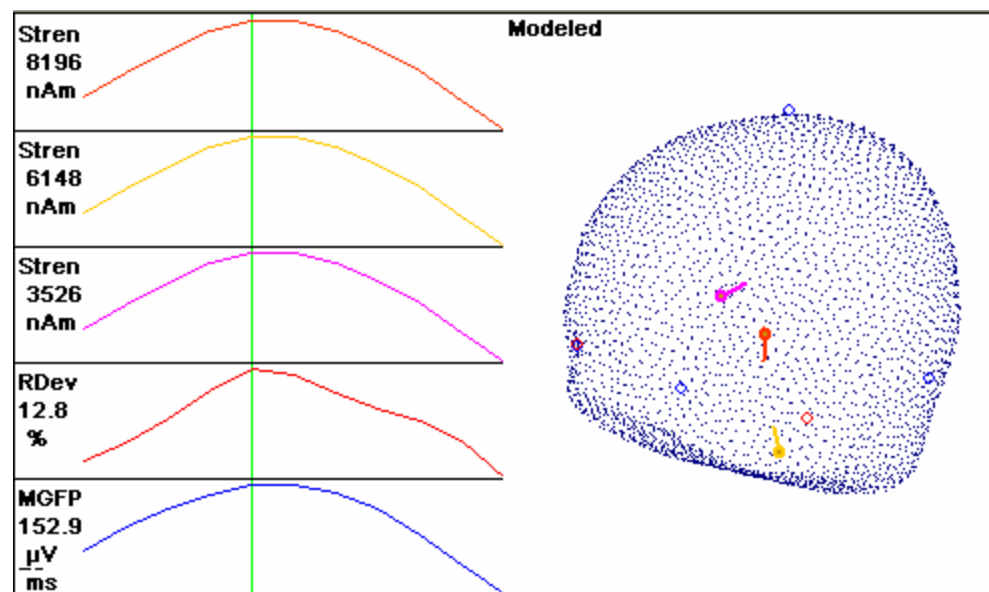 Stren
8196
nAm
Modeled
Stren
6148
nAm
Stren
3526
nAm
RDev
12.8
%
MGFP
152.9
µV
ms